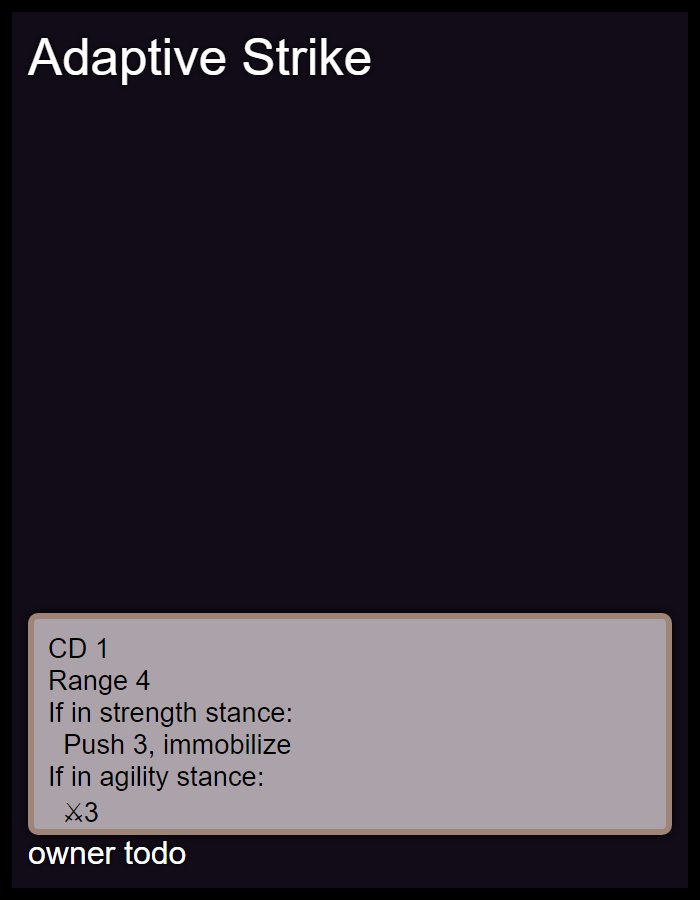 Adaptive Strike
CD 1
Range 4
If in strength stance:
Push 3, immobilize
If in agility stance:
⚔3
owner todo